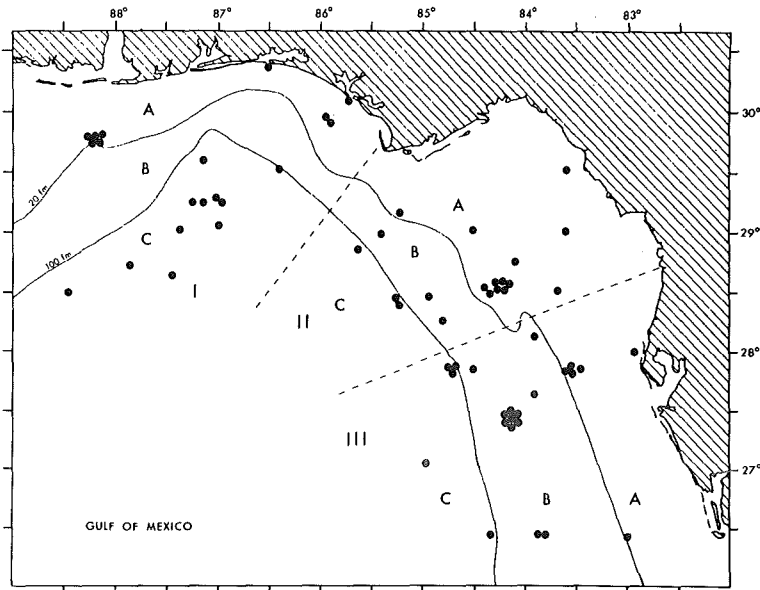 88° 87° 86° 85° 84° 83°
30°
29°
28°
27°
A
B
C
I
20 fm
100 fm
A
B
C
II
III
C B A
GULF OF MEXICO